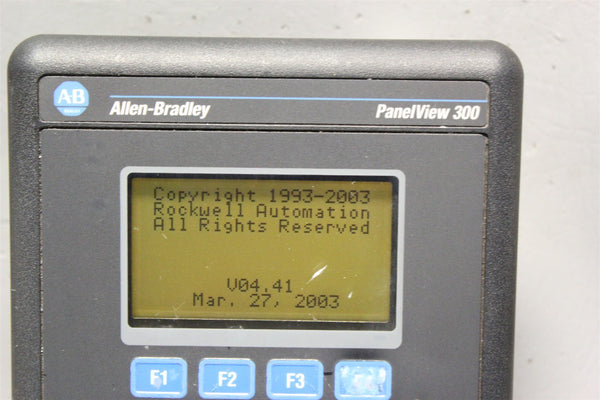 A-B
Allen-Bradley
PanelView 300
Copyright 1993-2003
Rockwell Automation
All Rights Reserved
V04.41
Mar. 27, 2003
F1
F2
F3